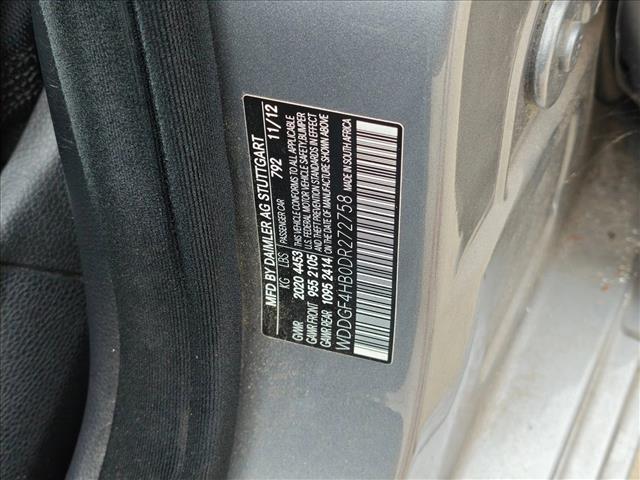 MFD BY DAIMLER AG STUTTGART
KG LBS PASSENGER CAR 792 11/12
GVWR 2020 4453 THIS VEHICLE CONFORMS TO ALL APPLICABLE
GAWR FRONT 955 2105 U.S. FEDERAL MOTOR VEHICLE SAFETY, BUMPER
GAWR REAR 1095 2414 AND THEFT PREVENTION STANDARDS IN EFFECT
ON THE DATE OF MANUFACTURE SHOWN ABOVE
WDDGF4HB0DR272758 MADE IN SOUTH AFRICA